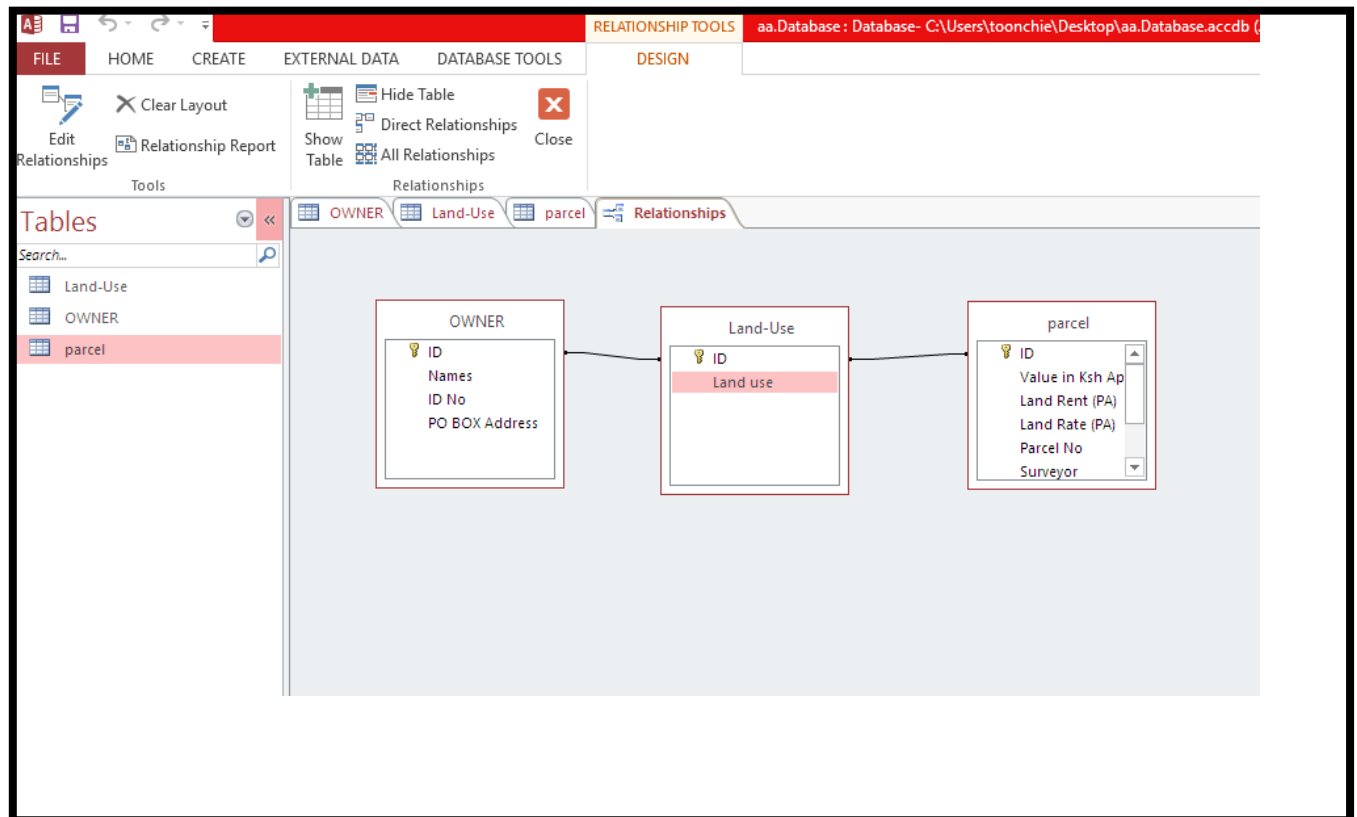 RELATIONSHIP TOOLS aa.Database : Database- C:\Users\toonchie\Desktop\aa.Database.accdb (
FILE HOME CREATE EXTERNAL DATA DATABASE TOOLS DESIGN
Edit Relationships
Clear Layout
Relationship Report
Tools
Show Table
Hide Table
Direct Relationships
All Relationships
Close
Relationships
Tables
Search...
Land-Use
OWNER
parcel
OWNER Land-Use parcel Relationships
OWNER
ID
Names
ID No
PO BOX Address
Land-Use
ID
Land use
parcel
ID
Value in Ksh Ap
Land Rent (PA)
Land Rate (PA)
Parcel No
Surveyor